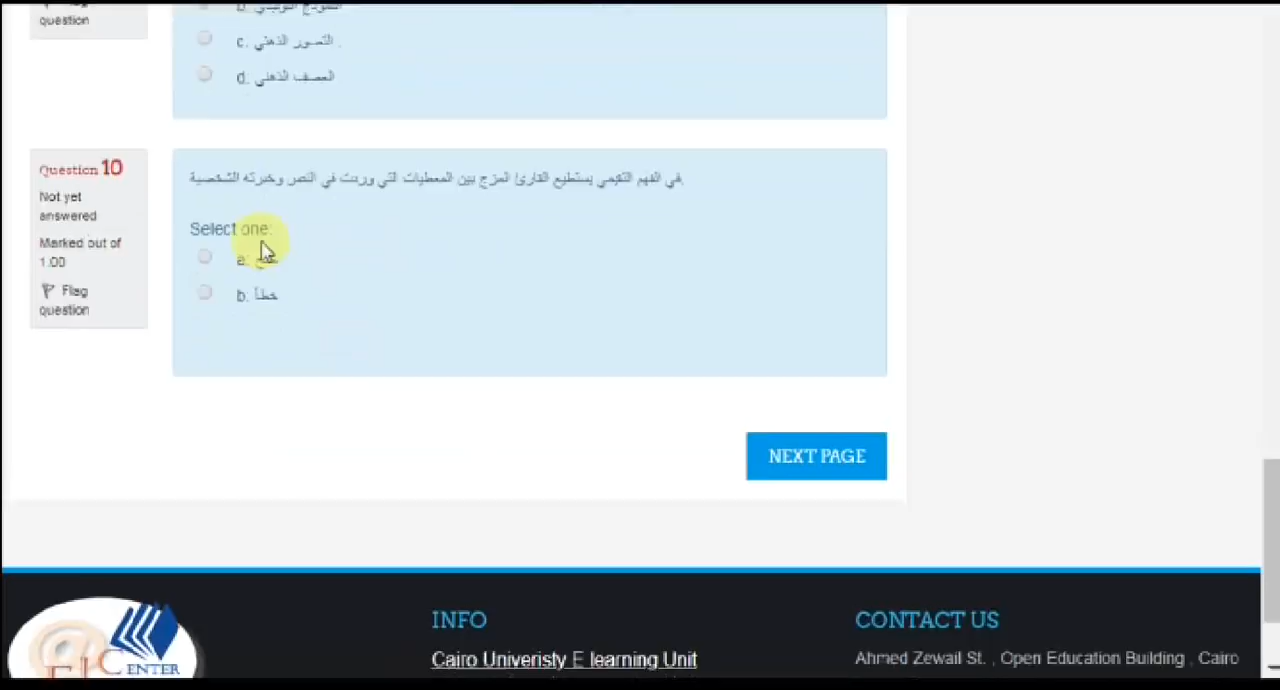 question
c. التصور الذهني .
d. العصف الذهني
Question 10
Not yet
answered
Marked out of
1.00
Flag
question
في الفهم التقيمي يستطيع القارئ المزج بين المعطيات التي وردت في النص وخبرته الشخصية.
Select one:
a.
b. خطأ
NEXT PAGE
INFO
Cairo Univeristy E learning Unit
CONTACT US
Ahmed Zewail St. , Open Education Building , Cairo
CENTER